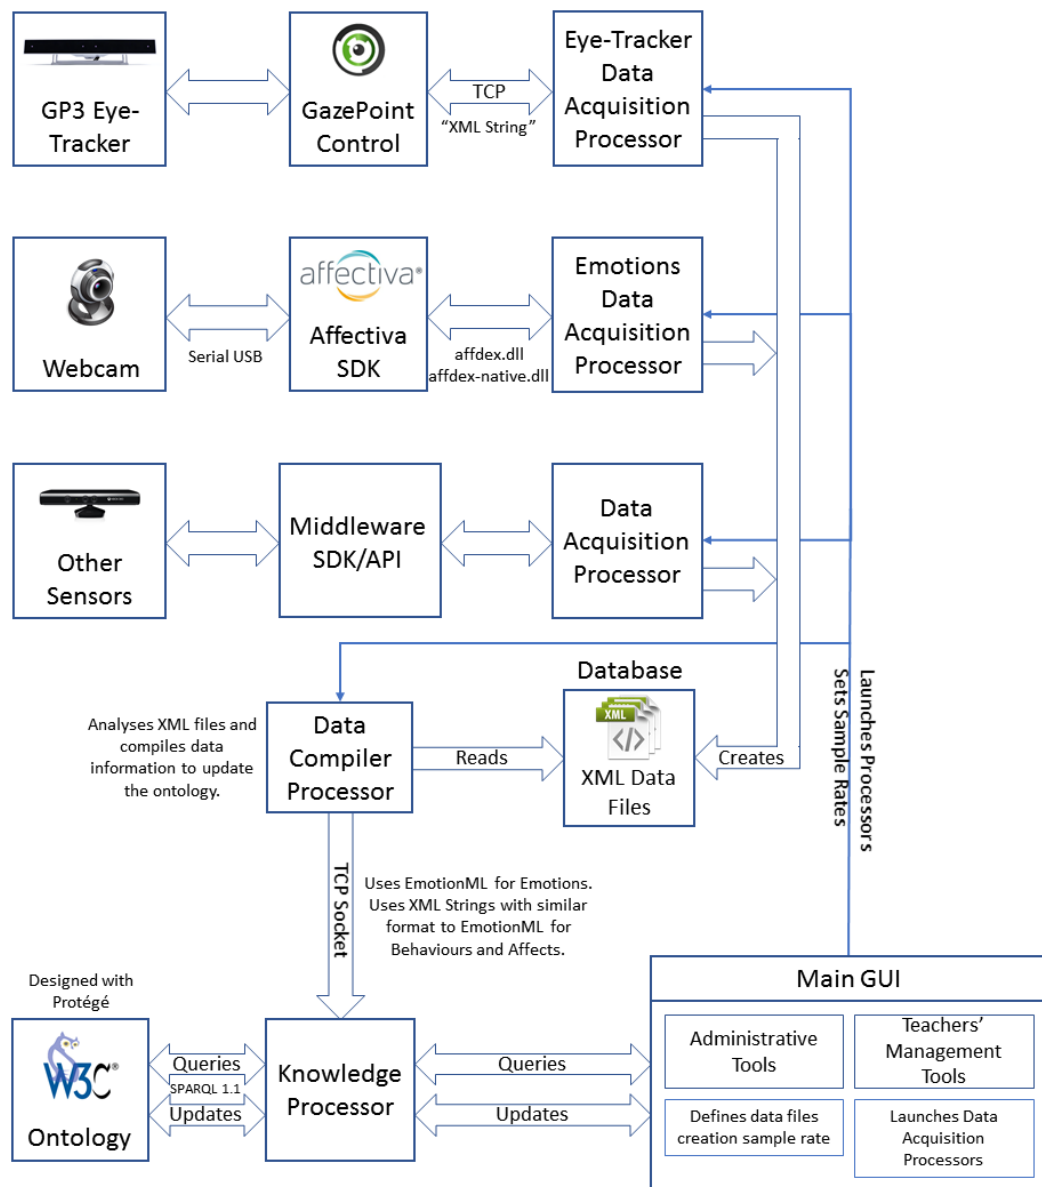 GP3 Eye-
Tracker
GazePoint
Control
TCP
“XML String”
Eye-Tracker
Data
Acquisition
Processor
Webcam
Serial USB
affectiva®
Affectiva
SDK
affdex.dll
affdex-native.dll
Emotions
Data
Acquisition
Processor
Other
Sensors
Middleware
SDK/API
Data
Acquisition
Processor
Launches Processors
Sets Sample Rates
Analyses XML files and
compiles data
information to update
the ontology.
Data
Compiler
Processor
Reads
Database
XML
XML Data
Files
Creates
TCP Socket
Uses EmotionML for Emotions.
Uses XML Strings with similar
format to EmotionML for
Behaviours and Affects.
Designed with
Protégé
W3C®
Ontology
Queries
SPARQL 1.1
Updates
Knowledge
Processor
Queries
Updates
Main GUI
Administrative
Tools
Teachers’
Management
Tools
Defines data files
creation sample rate
Launches Data
Acquisition
Processors